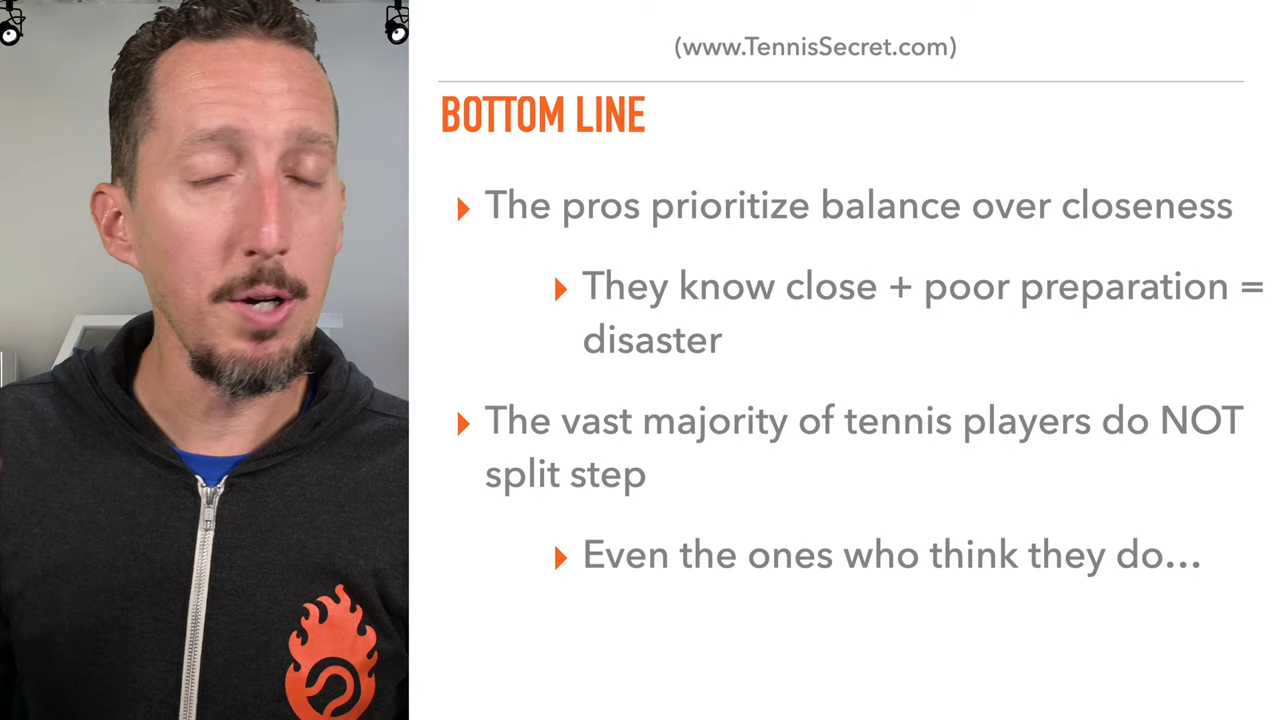 (www.TennisSecret.com)
BOTTOM LINE
The pros prioritize balance over closeness
They know close + poor preparation =
disaster
The vast majority of tennis players do NOT
split step
Even the ones who think they do...